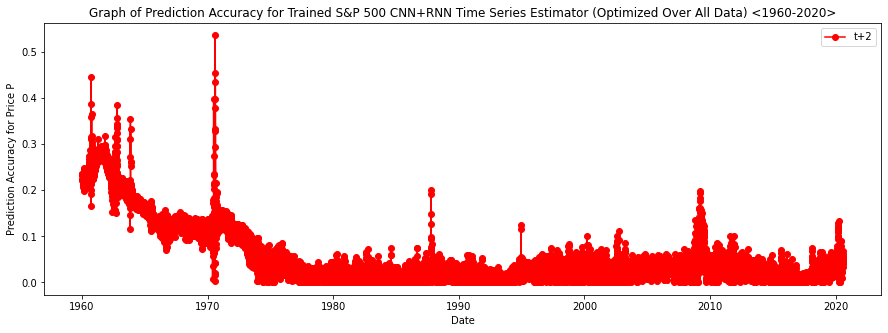 Graph of Prediction Accuracy for Trained S&P 500 CNN+RNN Time Series Estimator (Optimized Over All Data) <1960-2020>
t+2
Prediction Accuracy for Price P
0.5
0.4
0.3
0.2
0.1
0.0
1960 1970 1980 1990 2000 2010 2020
Date